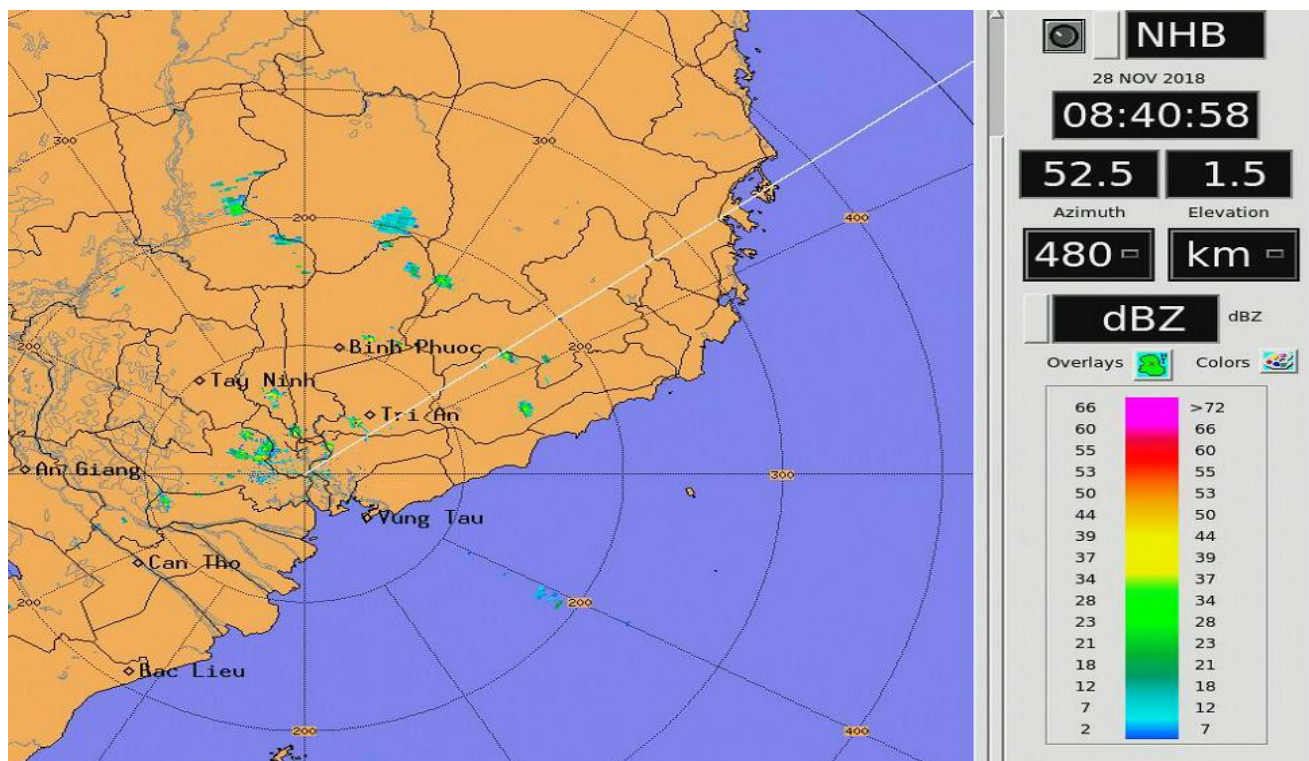 300
300
200
400
200
200
Binh Phuoc
Tay Ninh
Tri An
An Giang
300
Vung Tau
Can Tho
200
200
Bac Lieu
200
400
NHB
28 NOV 2018
08:40:58
52.5 1.5
Azimuth Elevation
480 km
dBZ dBZ
Overlays Colors
66 >72
60 66
55 60
53 55
50 53
44 50
39 44
37 39
34 37
28 34
23 28
21 23
18 21
12 18
7 12
2 7